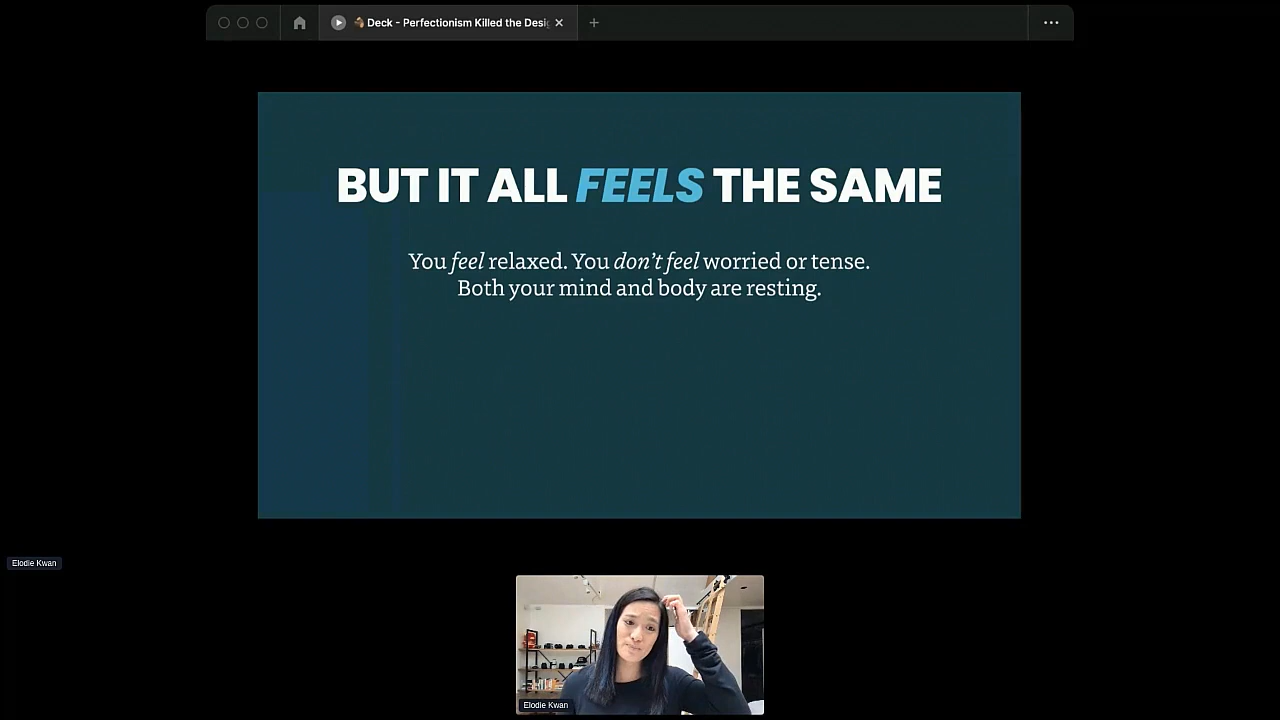 Deck - Perfectionism Killed the Desi
BUT IT ALL FEELS THE SAME
You feel relaxed. You don't feel worried or tense.
Both your mind and body are resting.
Elodie Kwan
Elodie Kwan